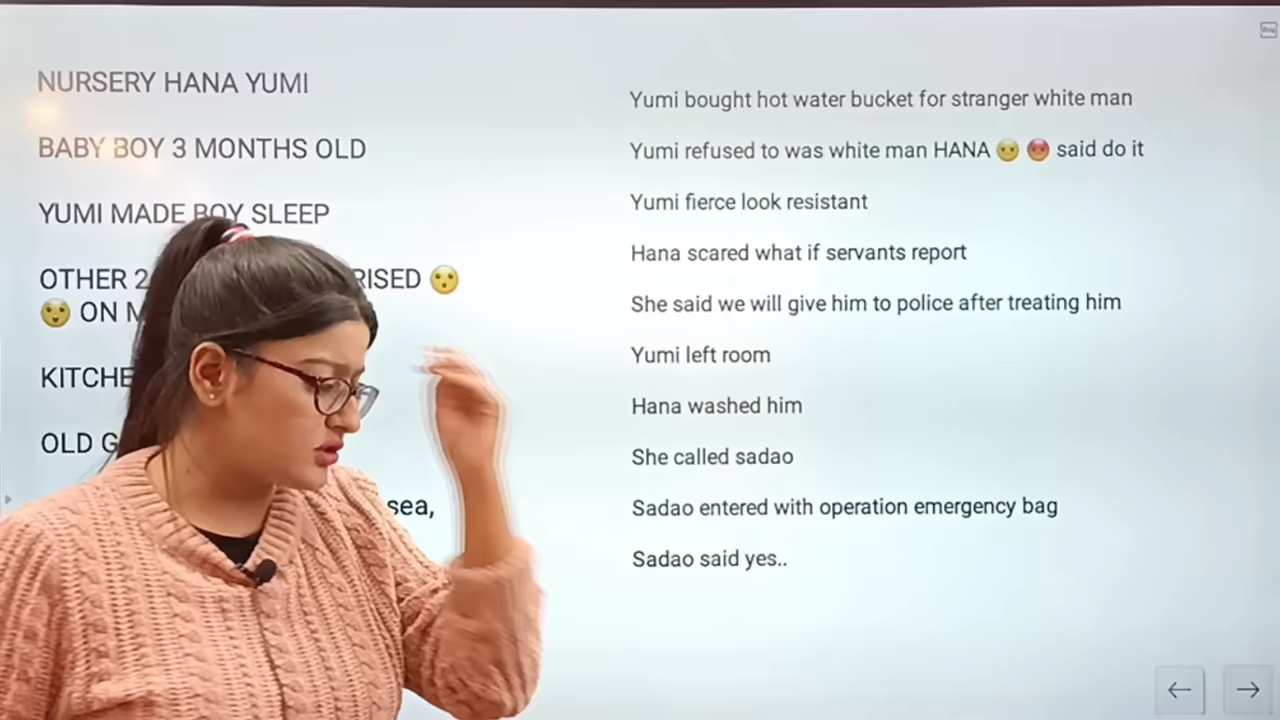 NURSERY HANA YUMI
BABY BOY 3 MONTHS OLD
YUMI MADE BOY SLEEP
OTHER 2
ON
OLD
sea,
Yumi bought hot water bucket for stranger white man
Yumi refused to was white man HANA 😐 😡 said do it
Yumi fierce look resistant
Hana scared what if servants report
She said we will give him to police after treating him
Yumi left room
Hana washed him
She called sadao
Sadao entered with operation emergency bag
Sadao said yes..